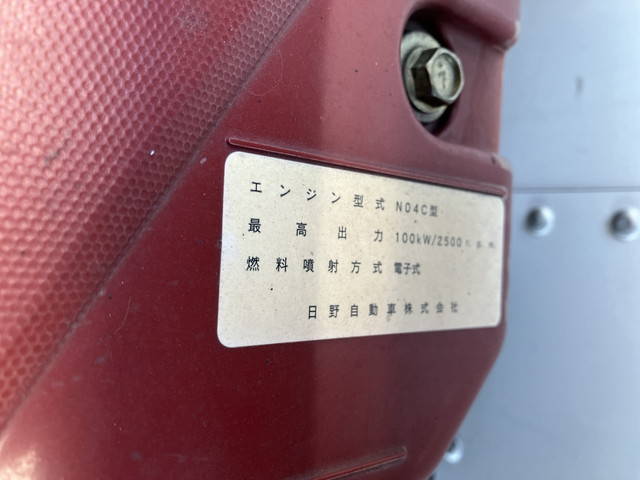 エンジン型式 N04C型
最高出力 100kW/2500r.p.m.
燃料噴射方式 電子式
日野自動車株式会社